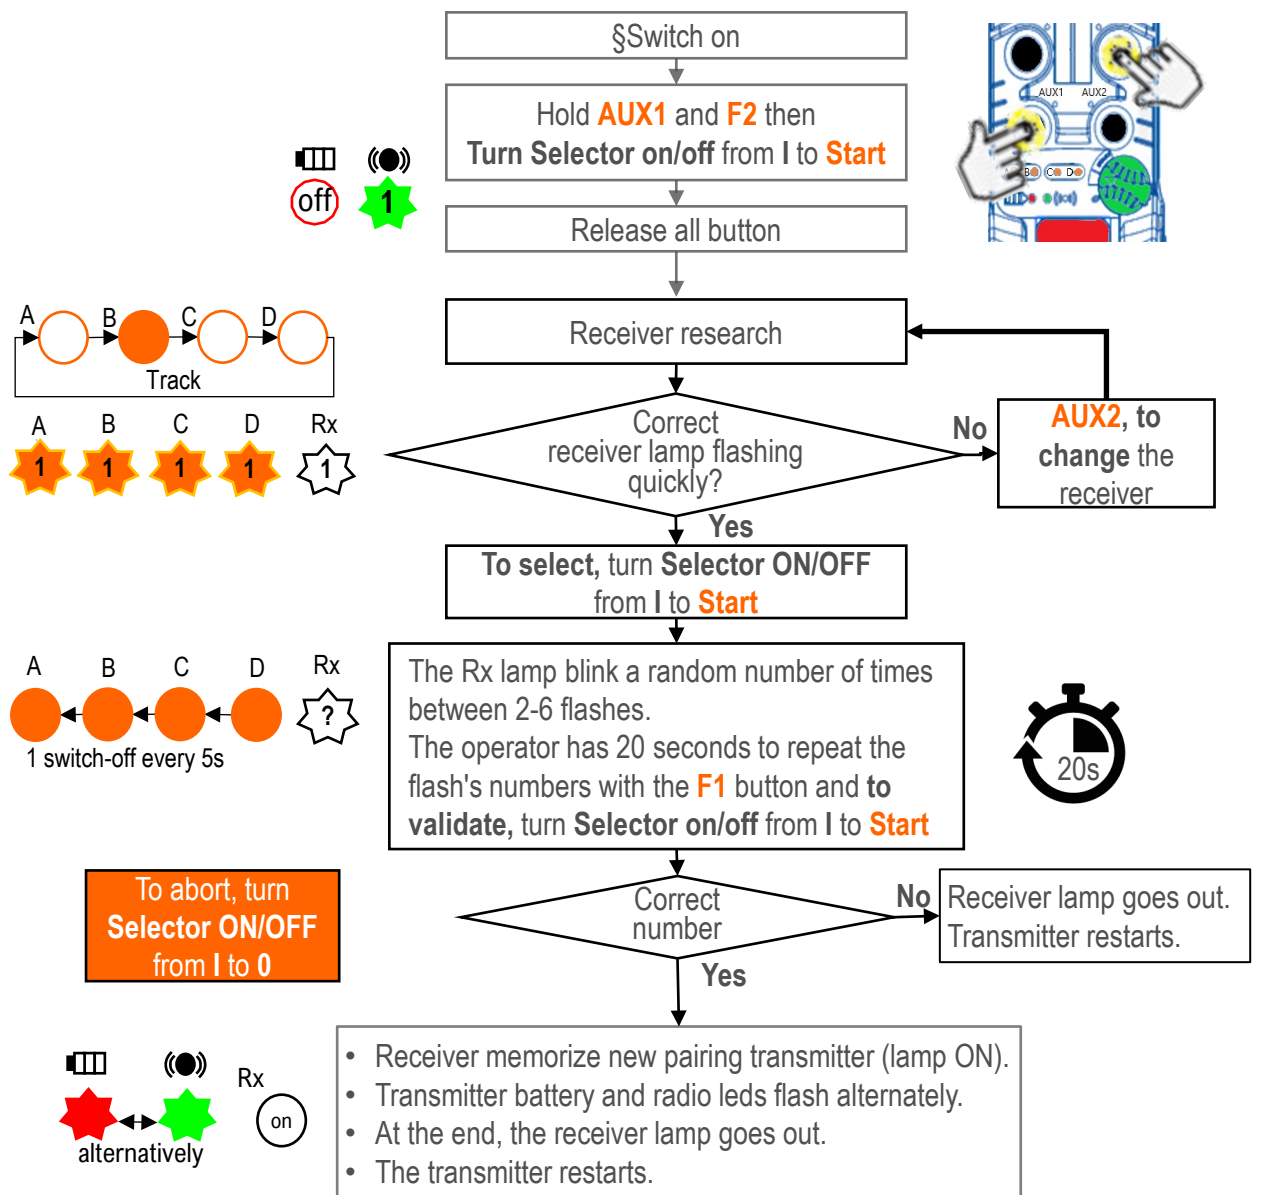 §Switch on
Hold AUX1 and F2 then
Turn Selector on/off from I to Start
AUX1 AUX2
B C D
off
1
Release all button
A B C D
Track
Receiver research
A B C D Rx
1 1 1 1 1
Correct
receiver lamp flashing
quickly?
No
AUX2, to
change the
receiver
Yes
To select, turn Selector ON/OFF
from I to Start
A B C D Rx
?
1 switch-off every 5s
The Rx lamp blink a random number of times
between 2-6 flashes.
The operator has 20 seconds to repeat the
flash's numbers with the F1 button and to
validate, turn Selector on/off from I to Start
20s
To abort, turn
Selector ON/OFF
from I to 0
Correct
number
No
Receiver lamp goes out.
Transmitter restarts.
Yes
Rx
on
alternatively
• Receiver memorize new pairing transmitter (lamp ON).
• Transmitter battery and radio leds flash alternately.
• At the end, the receiver lamp goes out.
• The transmitter restarts.